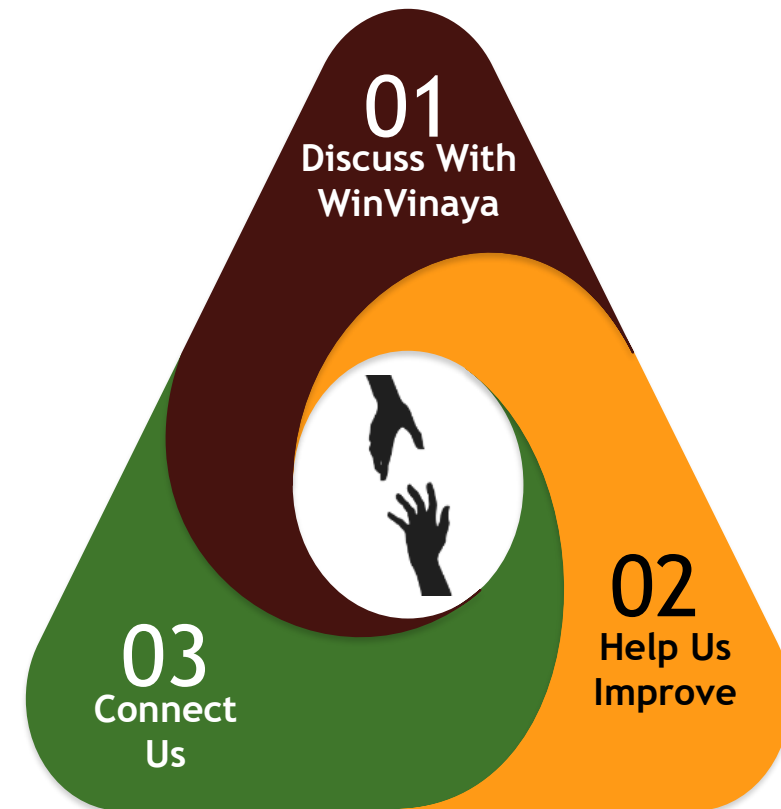 01
Discuss With
WinVinaya
02
Help Us
Improve
03
Connect
Us